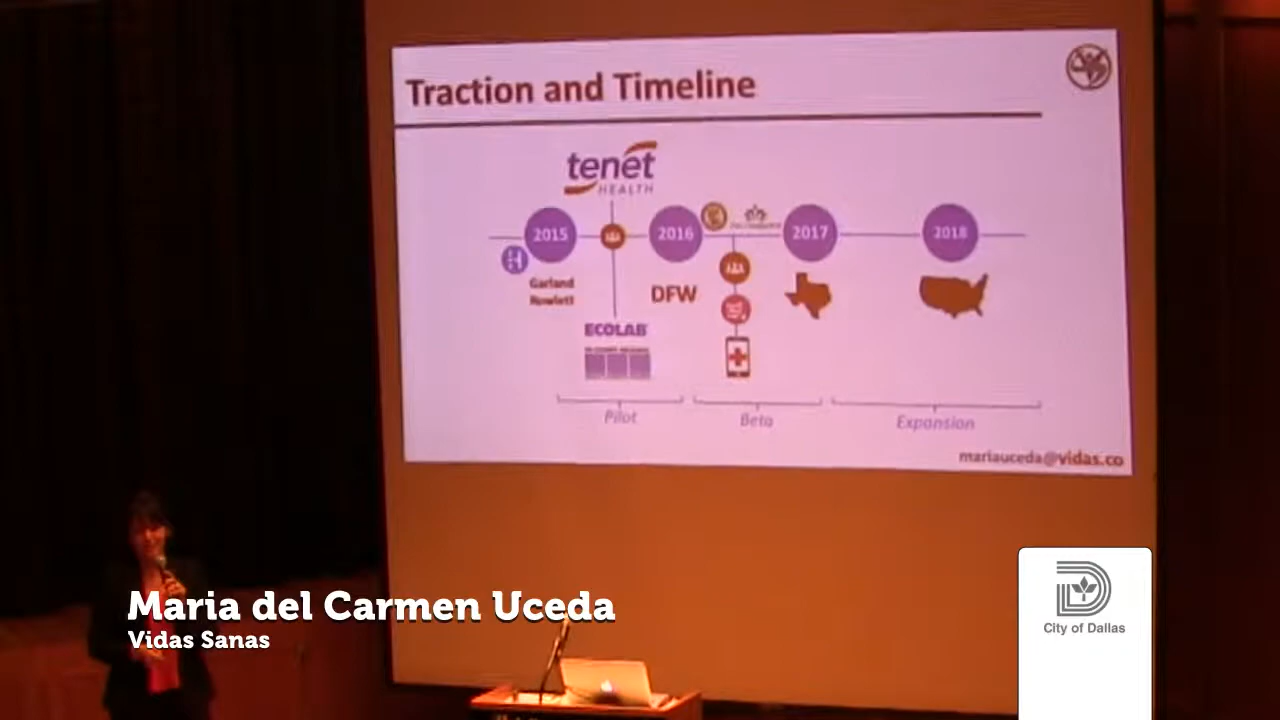 Traction and Timeline
tenet
HEALTH
2015
2016
2017
2018
Garland
Rowlett
DFW
ECOLAB
Pilot
Beta
Expansion
mariauceda@vidas.co
Maria del Carmen Uceda
Vidas Sanas
City of Dallas